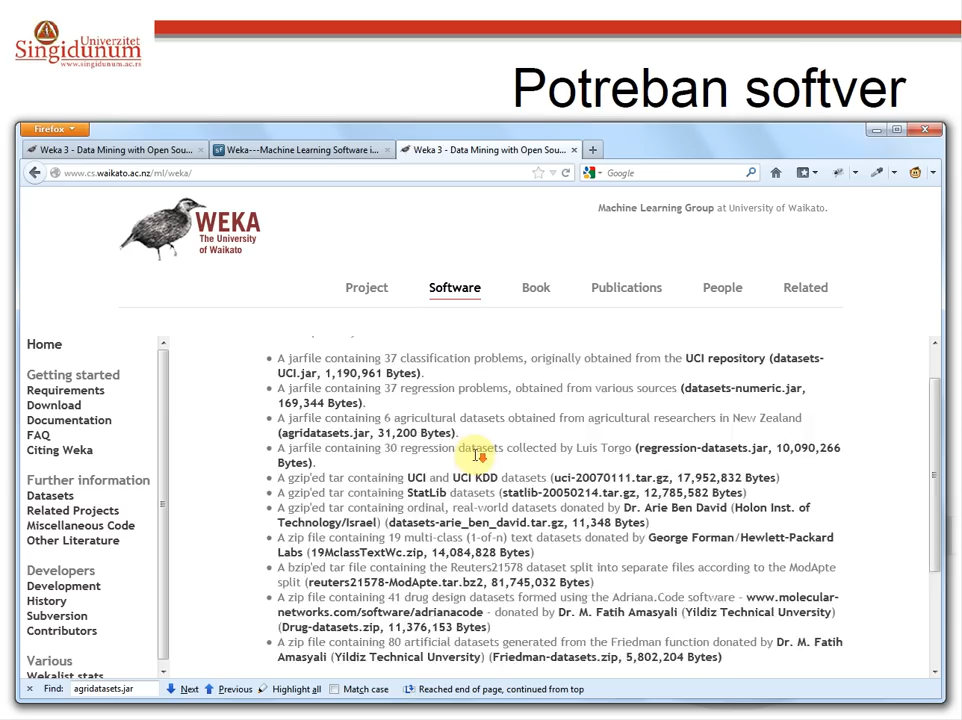 Univerzitet
Singidunum
www.singidunum.ac.rs
Potreban softver
Firefox
Weka 3 - Data Mining with Open Sou...
Weka---Machine Learning Software i...
Weka 3 - Data Mining with Open Sou...
www.cs.waikato.ac.nz/ml/weka/
Google
WEKA
The University
of Waikato
Machine Learning Group at University of Waikato.
Project Software Book Publications People Related
Home
Getting started
Requirements
Download
Documentation
FAQ
Citing Weka
Further information
Datasets
Related Projects
Miscellaneous Code
Other Literature
Developers
Development
History
Subversion
Contributors
Various
Wekalist stats
• A jarfile containing 37 classification problems, originally obtained from the UCI repository (datasets-
UCI.jar, 1,190,961 Bytes).
• A jarfile containing 37 regression problems, obtained from various sources (datasets-numeric.jar,
169,344 Bytes).
• A jarfile containing 6 agricultural datasets obtained from agricultural researchers in New Zealand
(agridatasets.jar, 31,200 Bytes).
• A jarfile containing 30 regression datasets collected by Luis Torgo (regression-datasets.jar, 10,090,266
Bytes).
• A gzip'ed tar containing UCI and UCI KDD datasets (uci-20070111.tar.gz, 17,952,832 Bytes)
• A gzip'ed tar containing StatLib datasets (statlib-20050214.tar.gz, 12,785,582 Bytes)
• A gzip'ed tar containing ordinal, real-world datasets donated by Dr. Arie Ben David (Holon Inst. of
Technology/Israel) (datasets-arie_ben_david.tar.gz, 11,348 Bytes)
• A zip file containing 19 multi-class (1-of-n) text datasets donated by George Forman/Hewlett-Packard
Labs (19MclassTextWc.zip, 14,084,828 Bytes)
• A bzip'ed tar file containing the Reuters21578 dataset split into separate files according to the ModApte
split (reuters21578-ModApte.tar.bz2, 81,745,032 Bytes)
• A zip file containing 41 drug design datasets formed using the Adriana.Code software - www.molecular-
networks.com/software/adrianacode - donated by Dr. M. Fatih Amasyali (Yildiz Technical Unversity)
(Drug-datasets.zip, 11,376,153 Bytes)
• A zip file containing 80 artificial datasets generated from the Friedman function donated by Dr. M. Fatih
Amasyali (Yildiz Technical Unversity) (Friedman-datasets.zip, 5,802,204 Bytes)
Find: agridatasets.jar Next Previous Highlight all Match case Reached end of page, continued from top